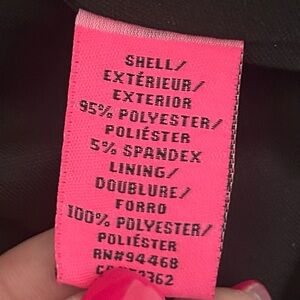 SHELL/
EXTÉRIEUR/
EXTERIOR
95% POLYESTER/
POLIÉSTER
5% SPANDEX
LINING/
DOUBLURE/
FORRO
100% POLYESTER/
POLIÉSTER
RN#94468